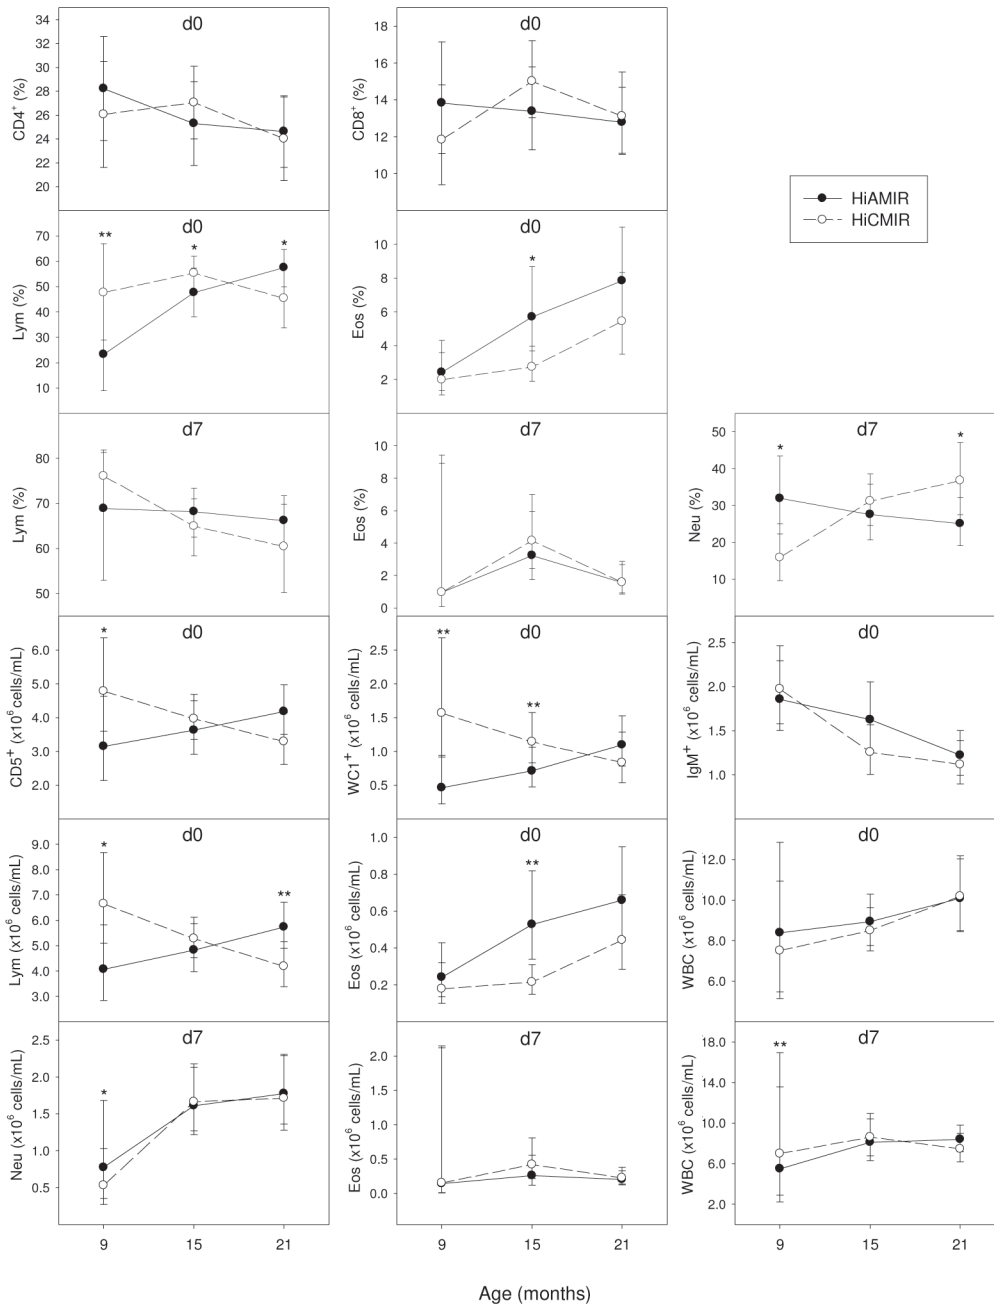 d0
CD4+ (%)
34
32
30
28
26
24
22
20
d0
CD8+ (%)
18
16
14
12
10
HiAMIR
HiCMIR
d0
Lym (%)
70
60
50
40
30
20
10
**
*
*
d0
Eos (%)
10
8
6
4
2
*
d7
Lym (%)
80
70
60
50
d7
Eos (%)
10
8
6
4
2
0
d7
Neu (%)
50
40
30
20
10
*
*
d0
CD5+ (x10⁶ cells/mL)
6.0
5.0
4.0
3.0
2.0
*
d0
WC1+ (x10⁶ cells/mL)
2.5
2.0
1.5
1.0
0.5
**
**
d0
IgM+ (x10⁶ cells/mL)
2.5
2.0
1.5
1.0
d0
Lym (x10⁶ cells/mL)
9.0
8.0
7.0
6.0
5.0
4.0
3.0
*
**
d0
Eos (x10⁶ cells/mL)
1.0
0.8
0.6
0.4
0.2
**
d0
WBC (x10⁶ cells/mL)
12.0
10.0
8.0
6.0
d7
Neu (x10⁶ cells/mL)
2.5
2.0
1.5
1.0
0.5
*
9 15 21
d7
Eos (x10⁶ cells/mL)
2.0
1.5
1.0
0.5
0.0
9 15 21
d7
WBC (x10⁶ cells/mL)
18.0
14.0
10.0
6.0
2.0
**
9 15 21
Age (months)